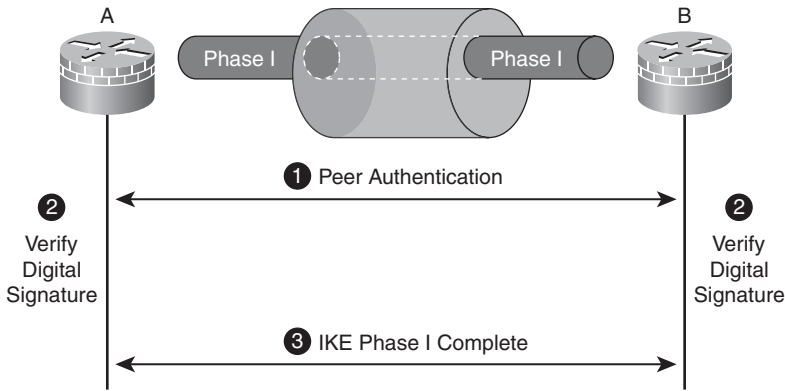 A
B
Phase I
Phase I
1 Peer Authentication
2
Verify
Digital
Signature
2
Verify
Digital
Signature
3 IKE Phase I Complete